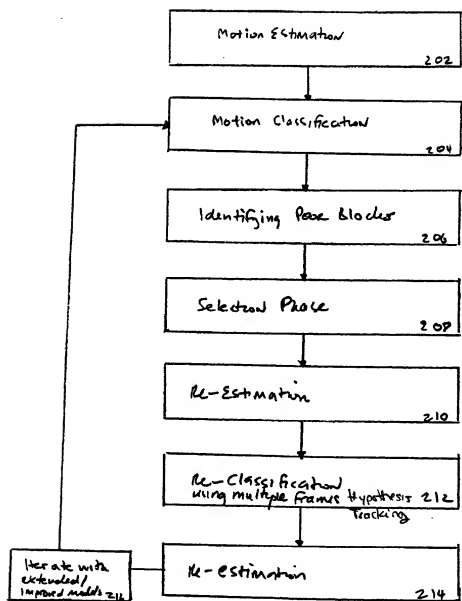 Motion Estimation
202
Motion Classification
204
Identifying Poor Blocks
206
Selection Phase
208
Re-Estimation
210
Re-Classification
using multiple frames Hypothesis 212
Tracking
Re-estimation
214
Iterate with
extended/
improved models 216